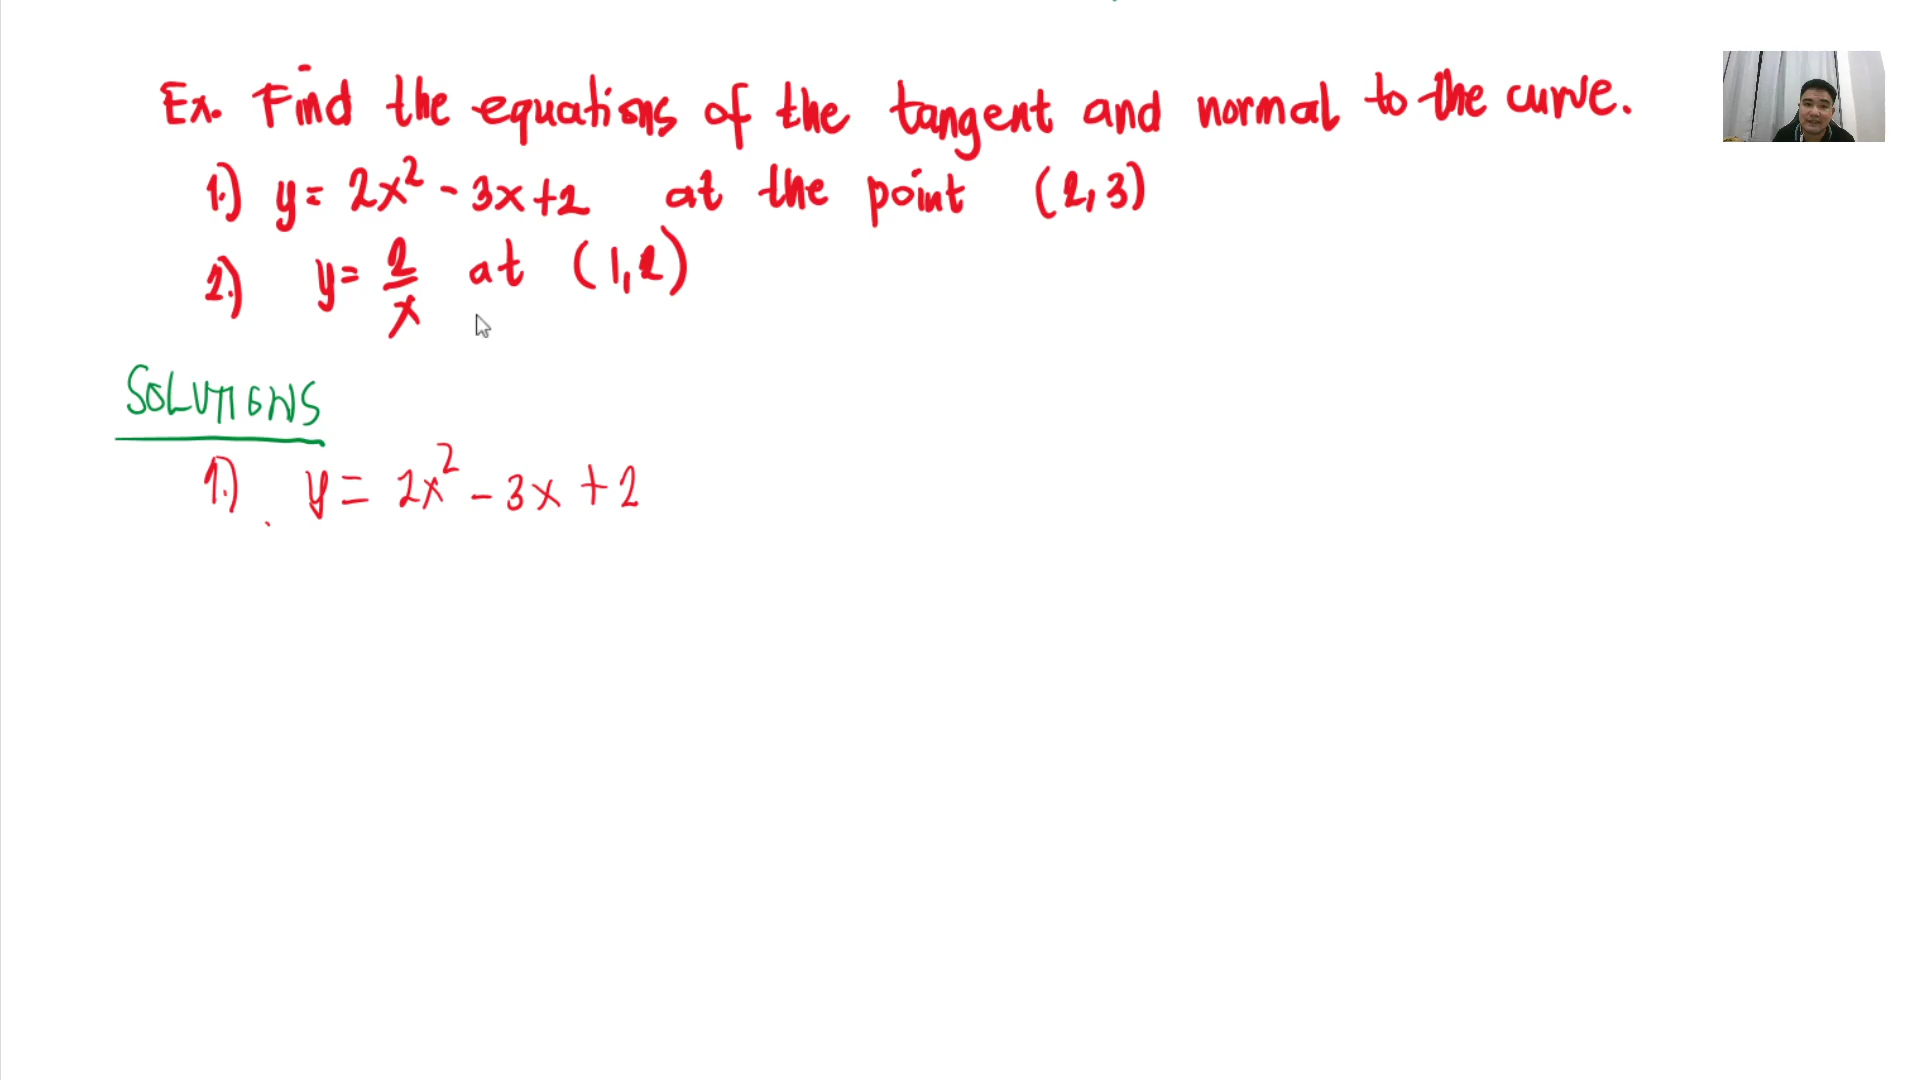 Ex. Find the equations of the tangent and normal to the curve.
1.) y = 2x² - 3x + 2 at the point (2,3)
2.) y = 2/x at (1,2)
SOLUTIONS
1.) y = 2x² - 3x + 2